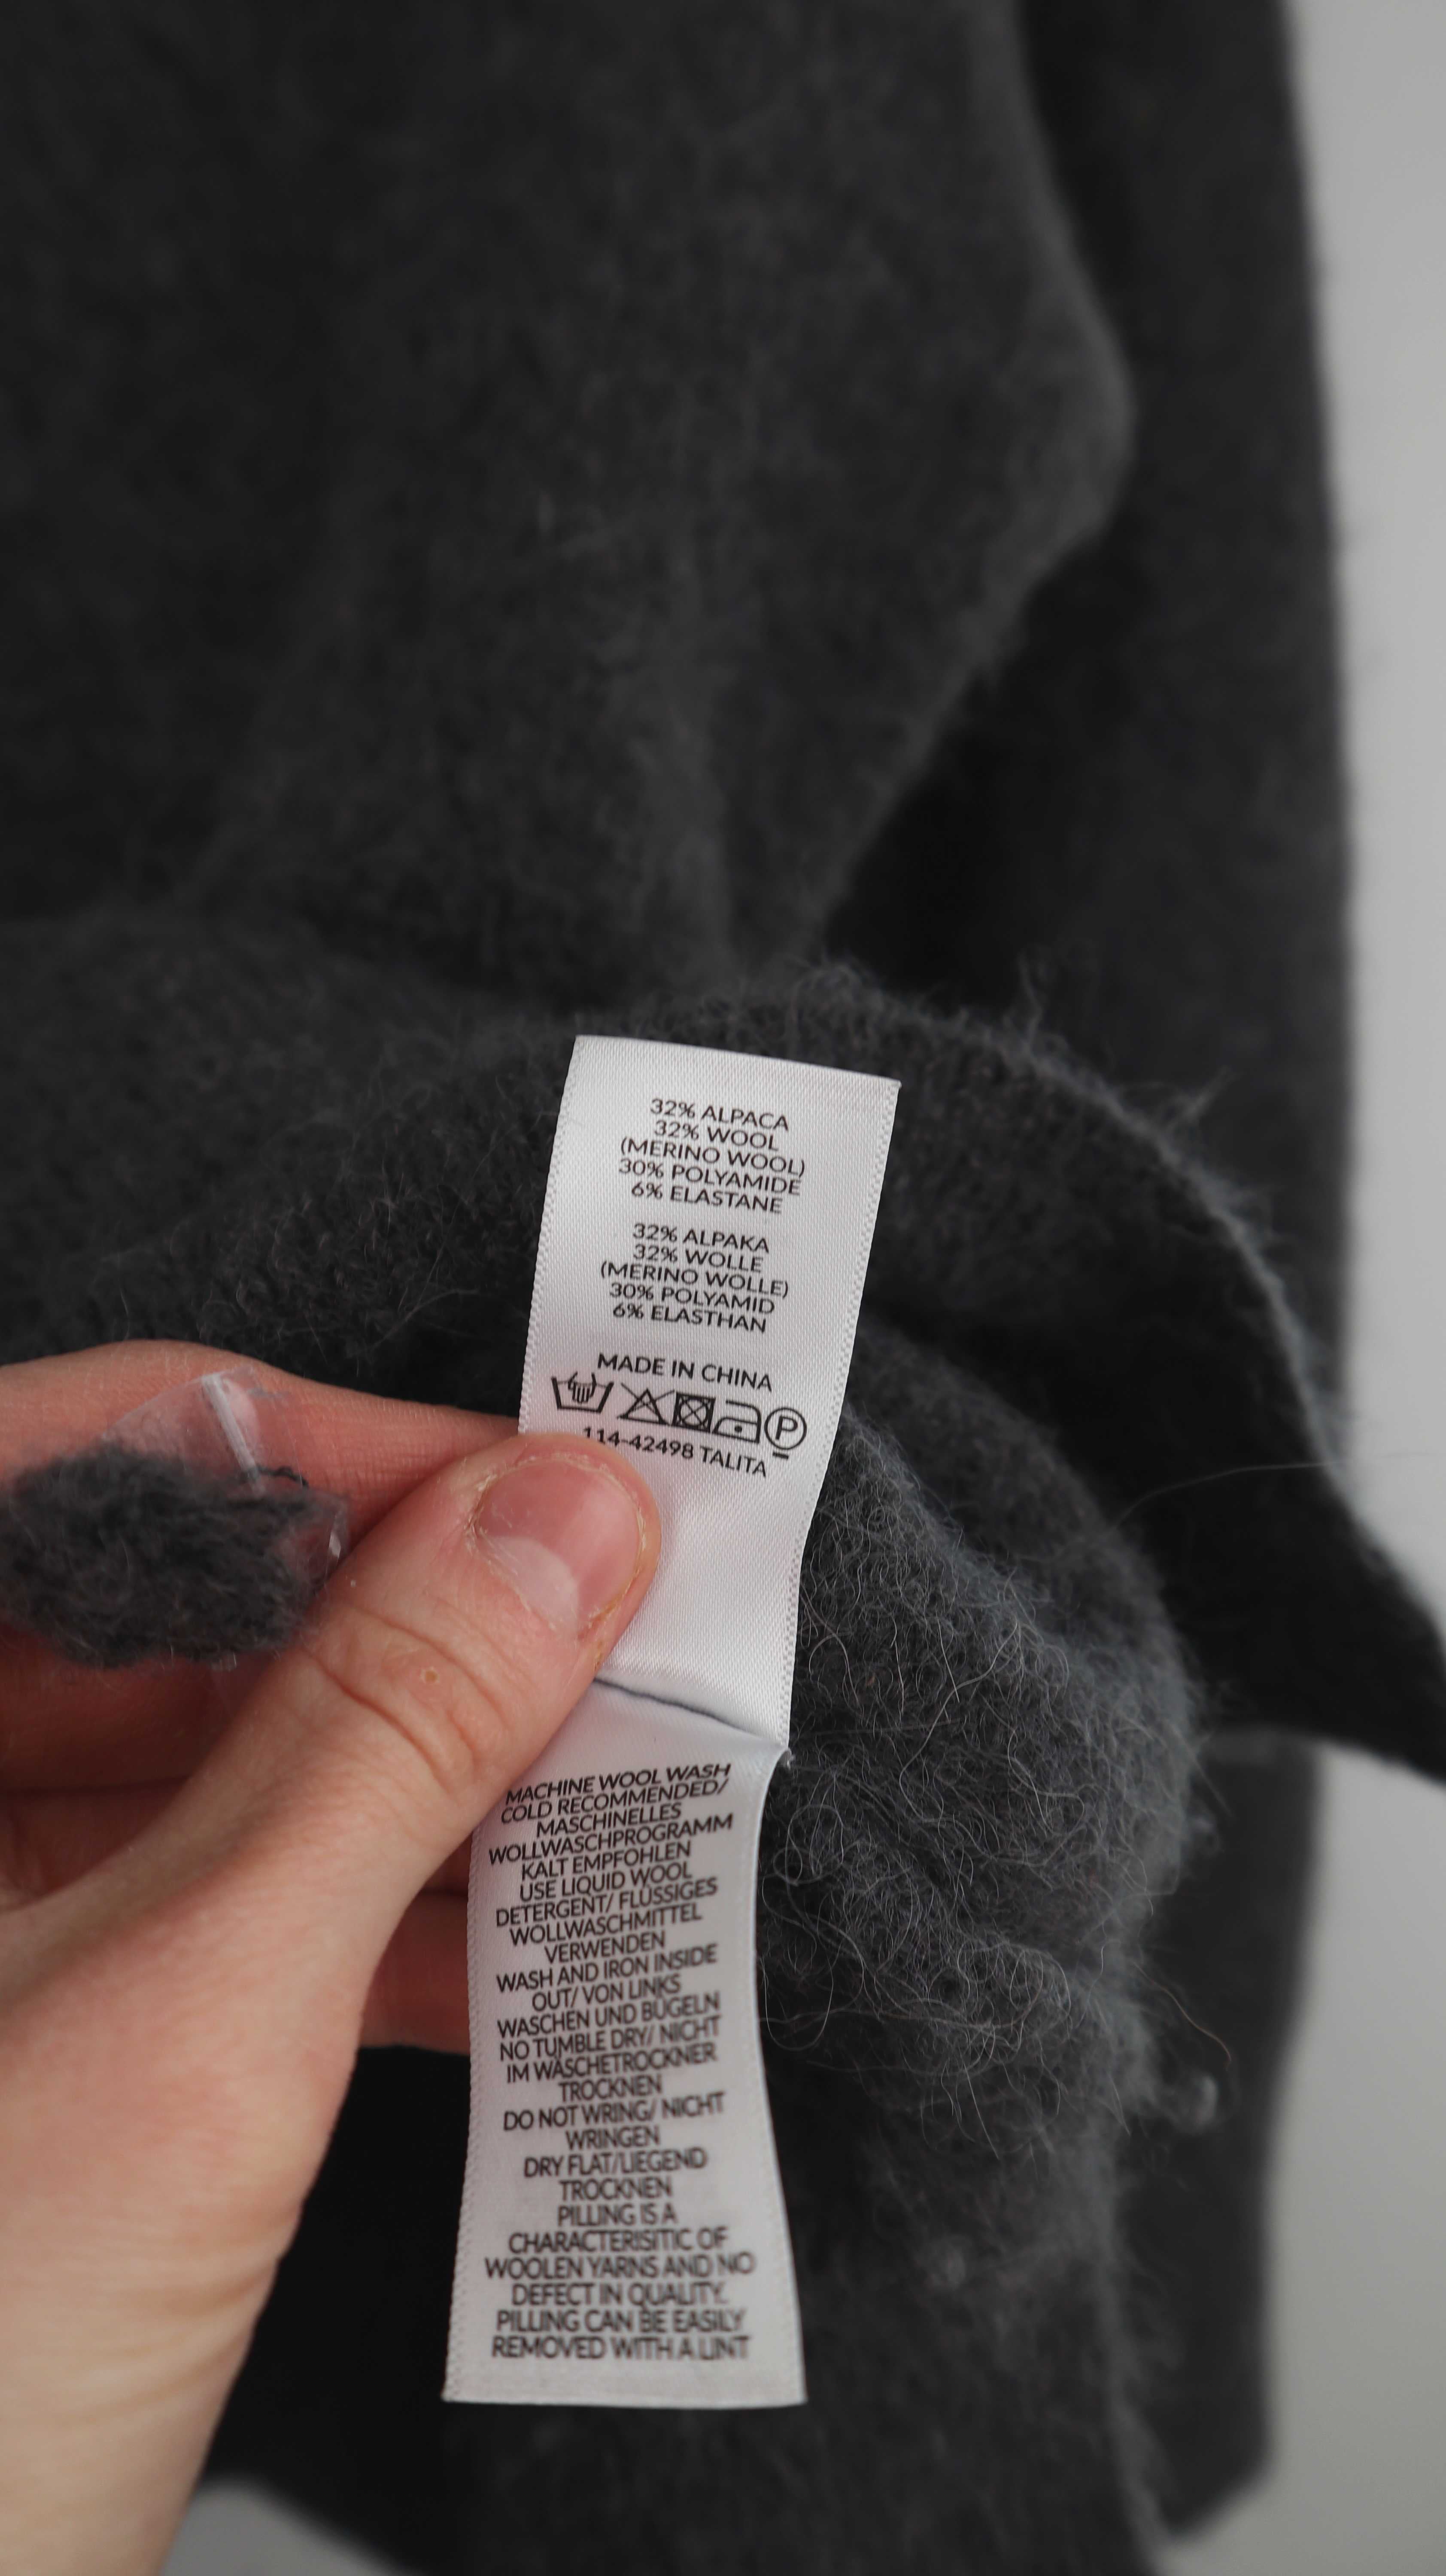 32% ALPACA
32% WOOL
(MERINO WOOL)
30% POLYAMIDE
6% ELASTANE
32% ALPAKA
32% WOLLE
(MERINO WOLLE)
30% POLYAMID
6% ELASTHAN
MADE IN CHINA
P
114-42498 TALITA
MACHINE WOOL WASH
COLD RECOMMENDED/
MASCHINELLES
WOLLWASCHPROGRAMM
KALT EMPFOHLEN
USE LIQUID WOOL
DETERGENT/ FLÜSSIGES
WOLLWASCHMITTEL
VERWENDEN
WASH AND IRON INSIDE
OUT/ VON LINKS
WASCHEN UND BÜGELN
NO TUMBLE DRY/ NICHT
IM WÄSCHETROCKNER
TROCKNEN
DO NOT WRING/ NICHT
WRINGEN
DRY FLAT/LIEGEND
TROCKNEN
PILLING IS A
CHARACTERISITIC OF
WOOLEN YARNS AND NO
DEFECT IN QUALITY.
PILLING CAN BE EASILY
REMOVED WITH A LINT